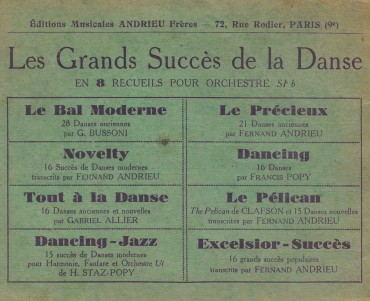 Éditions Musicales ANDRIEU Frères - 72, Rue Rodier, PARIS (9e)
Les Grands Succès de la Danse
EN 8 RECUEILS POUR ORCHESTRE Si b
Le Bal Moderne
28 Danses anciennes
par G. BUSSONI
Le Précieux
21 Danses anciennes
par FERNAND ANDRIEU
Novelty
16 Succès de Danses modernes
transcrits par FERNAND ANDRIEU
Dancing
16 Danses
par FRANCIS POPY
Tout à la Danse
16 Danses anciennes et nouvelles
par GABRIEL ALLIER
Le Pélican
The Pelican de CLAPSON et 15 Danses nouvelles
transcrites par FERNAND ANDRIEU
Dancing-Jazz
15 succès de Danses modernes
pour Harmonie, Fanfare et Orchestre Ut
de H. STAZ-POPY
Excelsior-Succès
16 grands succès populaires
transcrits par FERNAND ANDRIEU